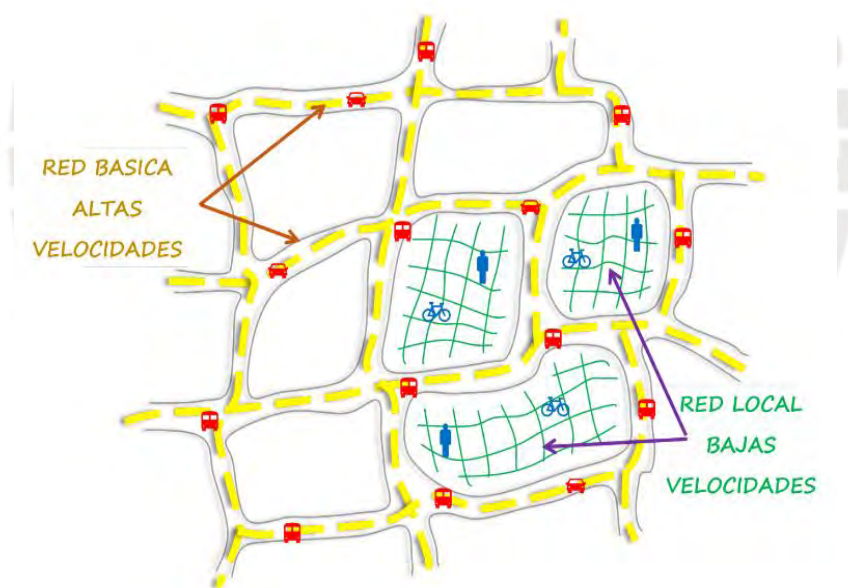 RED BASICA
ALTAS
VELOCIDADES
RED LOCAL
BAJAS
VELOCIDADES